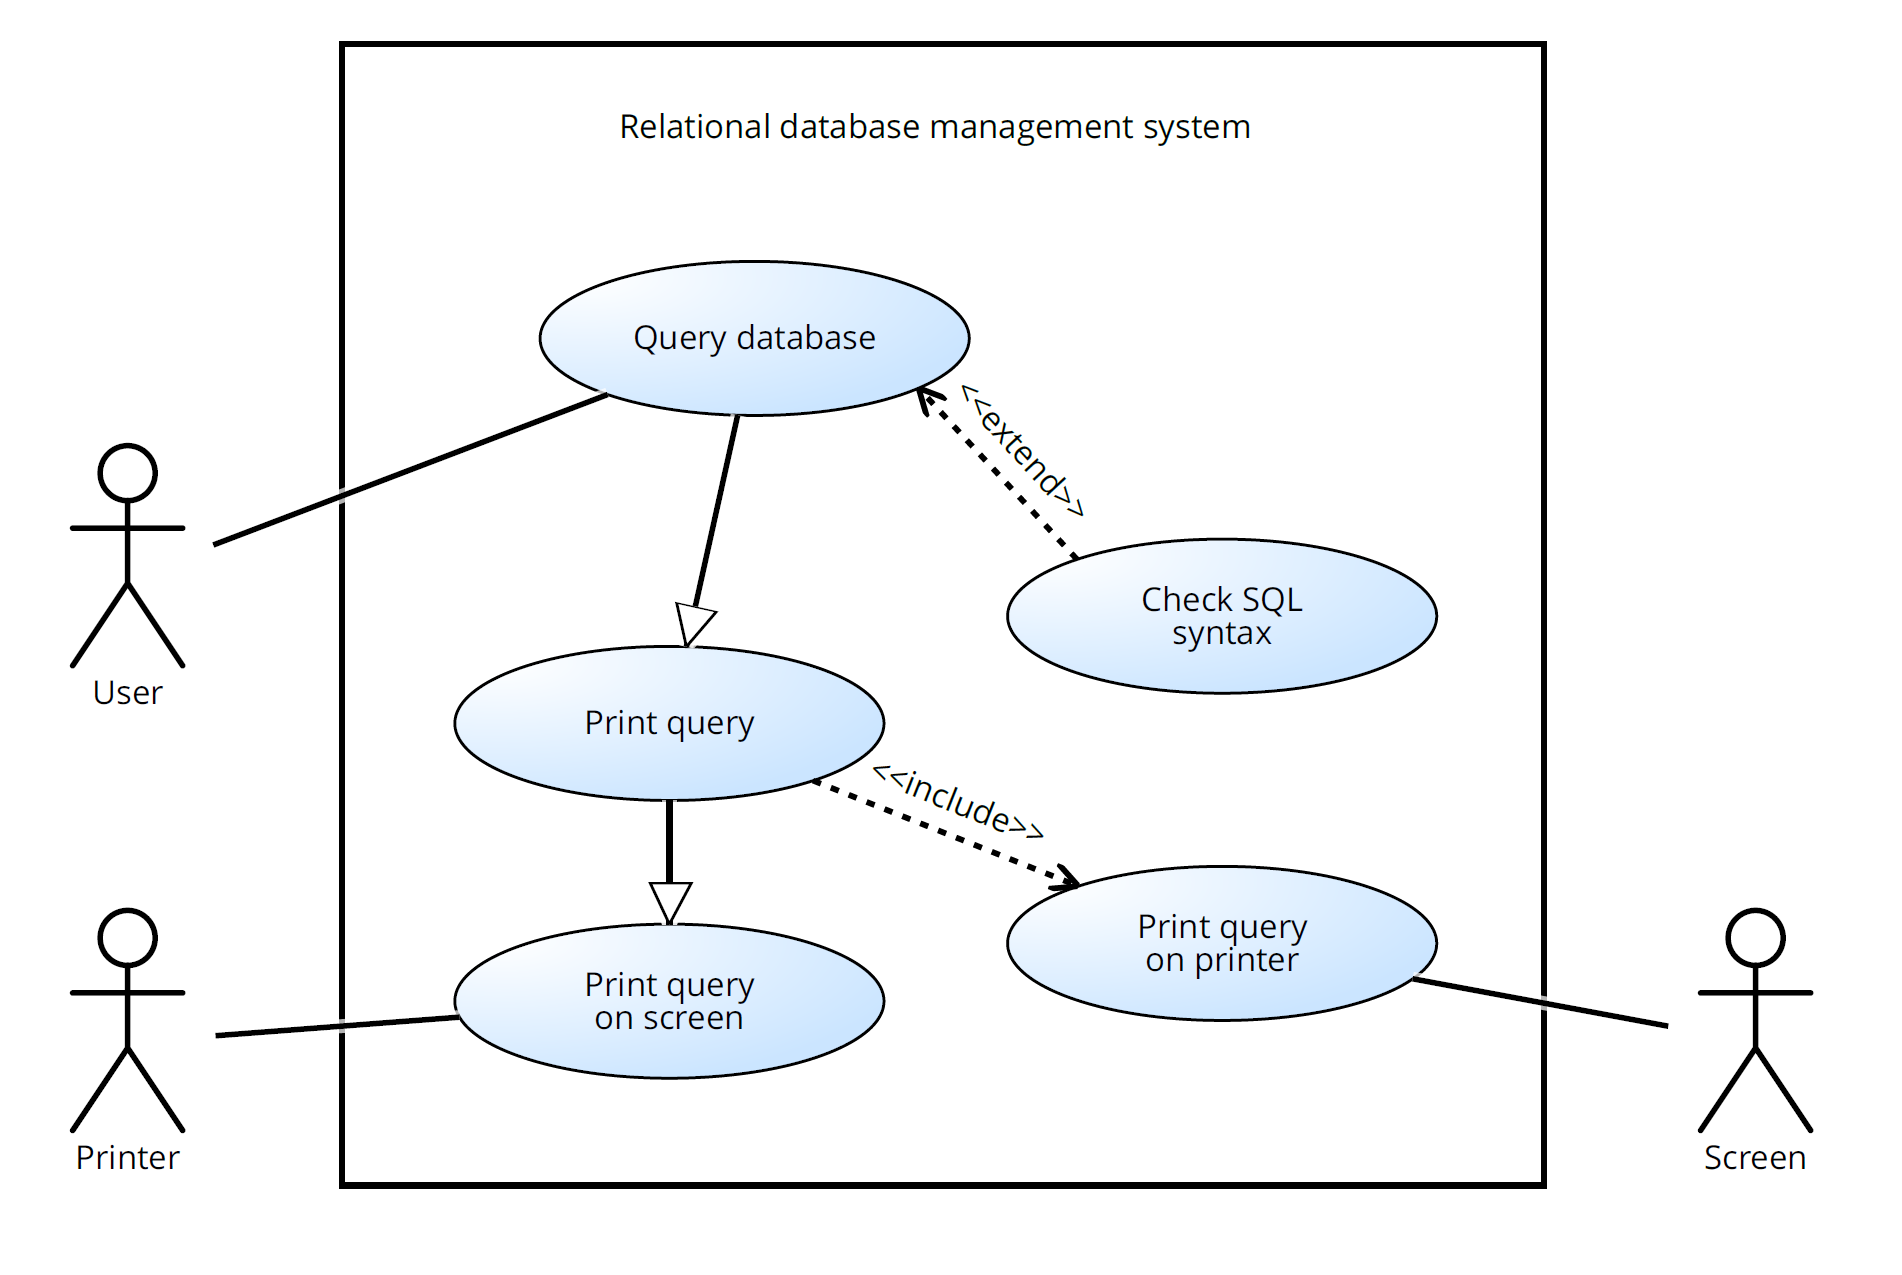 Relational database management system
Query database
<<extend>>
Check SQL
syntax
User
Print query
<<include>>
Print query
on printer
Print query
on screen
Printer
Screen